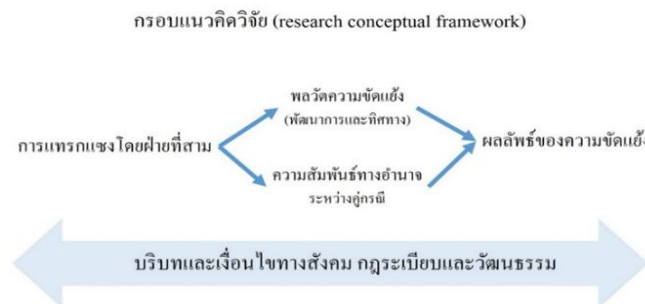 กรอบแนวคิดวิจัย (research conceptual framework)
พลวัตความขัดแย้ง
(พัฒนาการและทิศทาง)
การแทรกแซงโดยฝ่ายที่สาม
ผลลัพธ์ของความขัดแย้ง
ความสัมพันธ์ทางอำนาจ
ระหว่างคู่กรณี
บริบทและเงื่อนไขทางสังคม กฎระเบียบและวัฒนธรรม